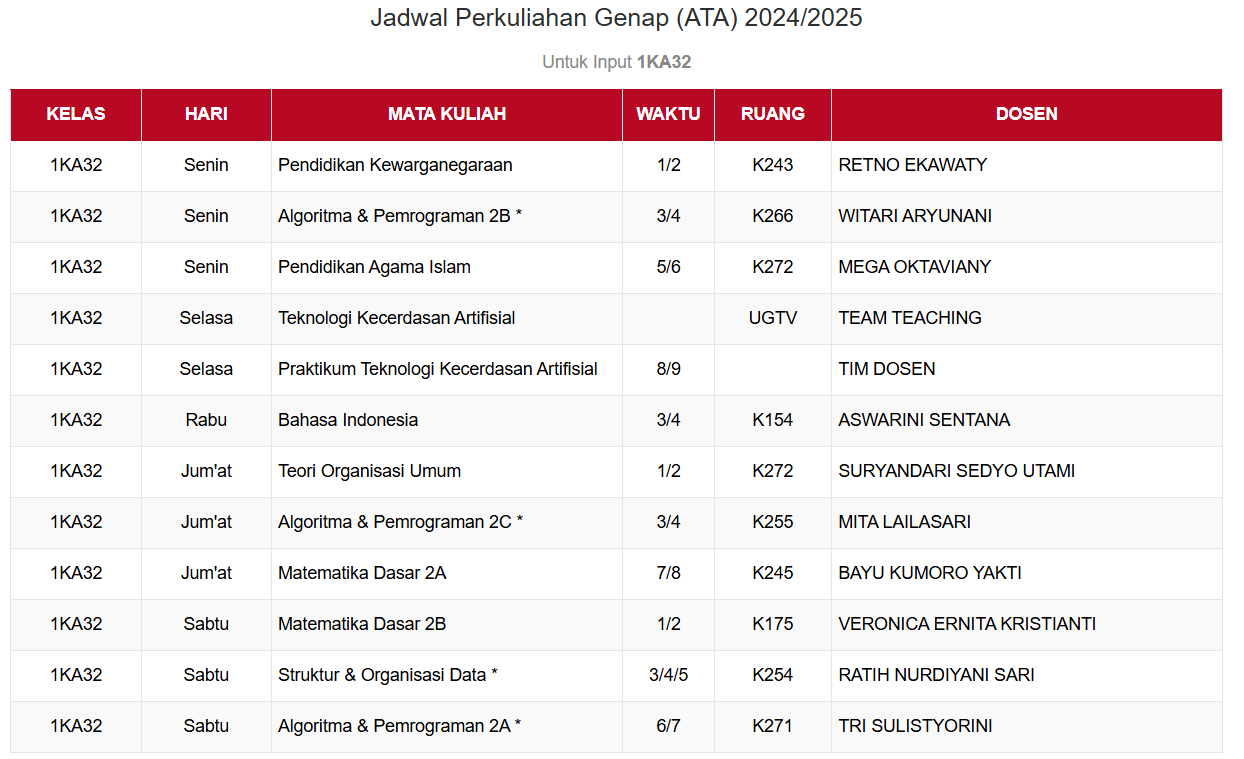 Jadwal Perkuliahan Genap (ATA) 2024/2025
Untuk Input 1KA32
KELAS HARI MATA KULIAH WAKTU RUANG DOSEN
1KA32 Senin Pendidikan Kewarganegaraan 1/2 K243 RETNO EKAWATY
1KA32 Senin Algoritma & Pemrograman 2B * 3/4 K266 WITARI ARYUNANI
1KA32 Senin Pendidikan Agama Islam 5/6 K272 MEGA OKTAVIANY
1KA32 Selasa Teknologi Kecerdasan Artifisial UGTV TEAM TEACHING
1KA32 Selasa Praktikum Teknologi Kecerdasan Artifisial 8/9 TIM DOSEN
1KA32 Rabu Bahasa Indonesia 3/4 K154 ASWARINI SENTANA
1KA32 Jum'at Teori Organisasi Umum 1/2 K272 SURYANDARI SEDYO UTAMI
1KA32 Jum'at Algoritma & Pemrograman 2C * 3/4 K255 MITA LAILASARI
1KA32 Jum'at Matematika Dasar 2A 7/8 K245 BAYU KUMORO YAKTI
1KA32 Sabtu Matematika Dasar 2B 1/2 K175 VERONICA ERNITA KRISTIANTI
1KA32 Sabtu Struktur & Organisasi Data * 3/4/5 K254 RATIH NURDIYANI SARI
1KA32 Sabtu Algoritma & Pemrograman 2A * 6/7 K271 TRI SULISTYORINI